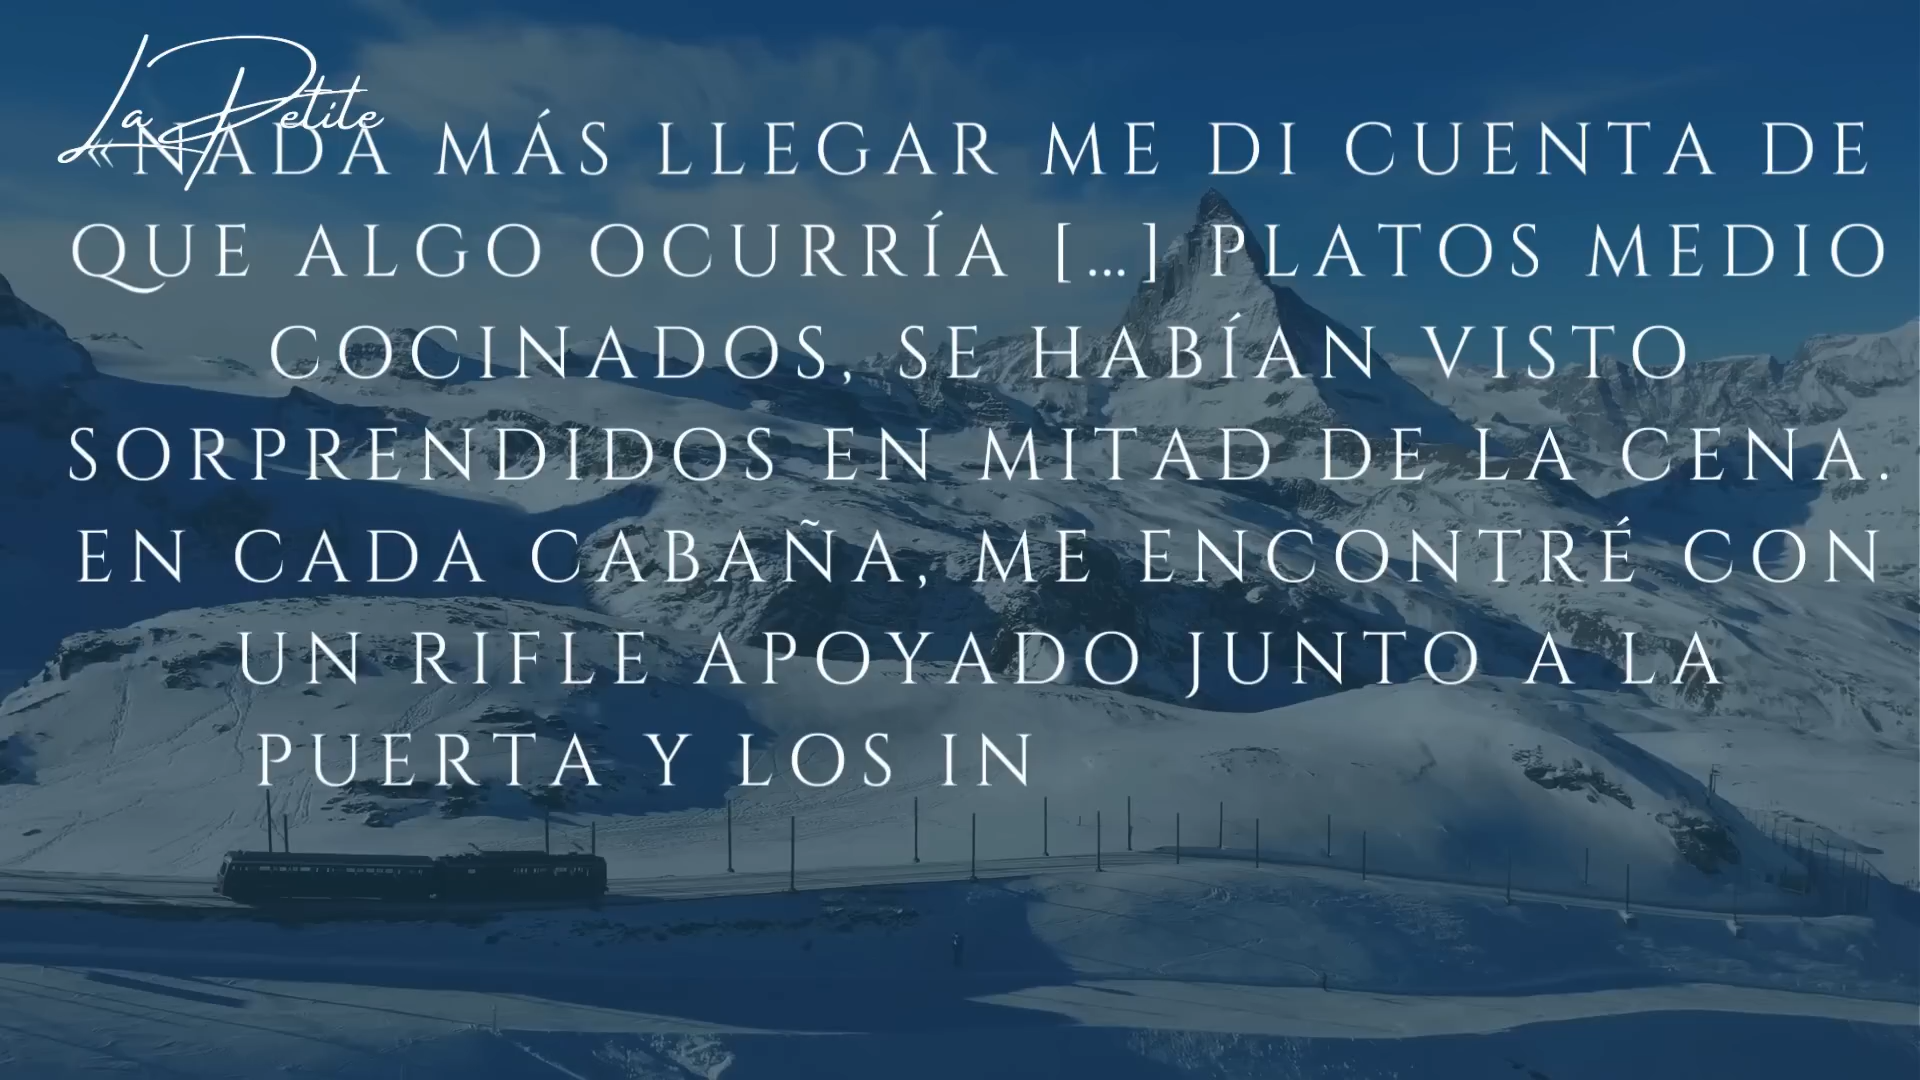 La Petite
«NADA MÁS LLEGAR ME DI CUENTA DE
QUE ALGO OCURRÍA [...] PLATOS MEDIO
COCINADOS, SE HABÍAN VISTO
SORPRENDIDOS EN MITAD DE LA CENA.
EN CADA CABAÑA, ME ENCONTRÉ CON
UN RIFLE APOYADO JUNTO A LA
PUERTA Y LOS IN